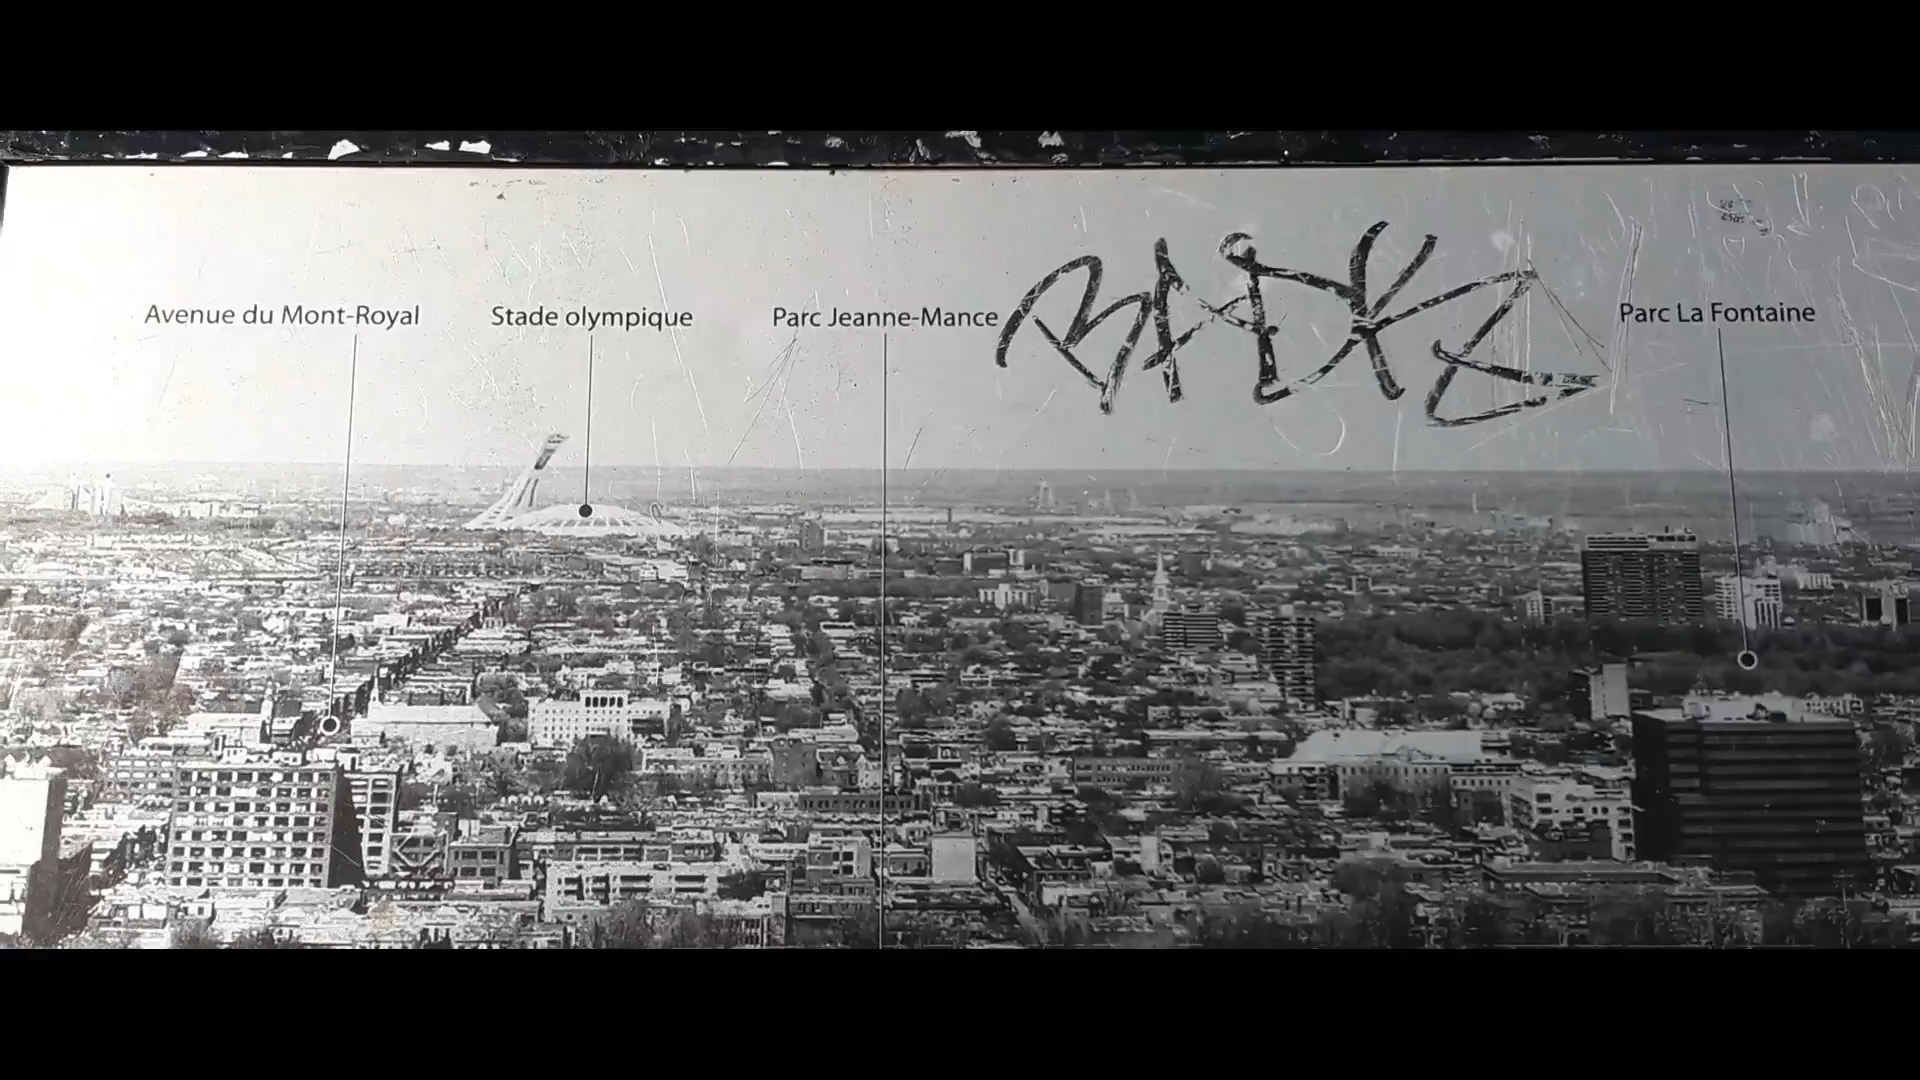 Avenue du Mont-Royal
Stade olympique
Parc Jeanne-Mance
Parc La Fontaine